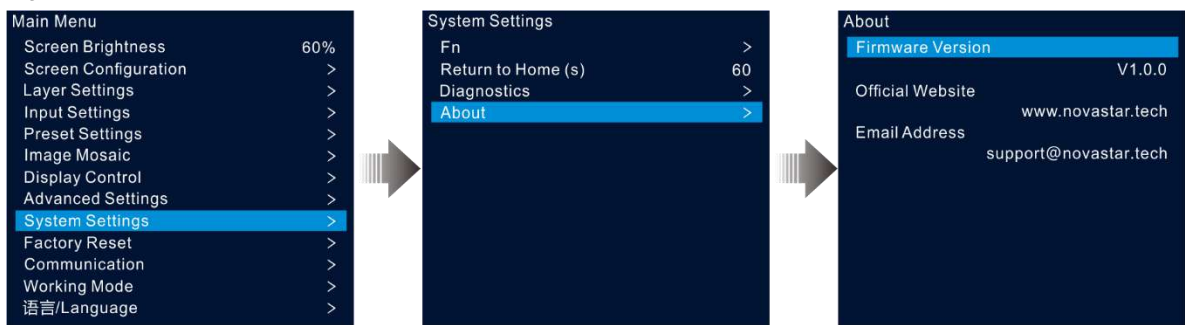 Main Menu
Screen Brightness 60%
Screen Configuration >
Layer Settings >
Input Settings >
Preset Settings >
Image Mosaic >
Display Control >
Advanced Settings >
System Settings >
Factory Reset >
Communication >
Working Mode >
语言/Language >
System Settings
Fn >
Return to Home (s) 60
Diagnostics >
About >
About
Firmware Version
V1.0.0
Official Website
www.novastar.tech
Email Address
support@novastar.tech